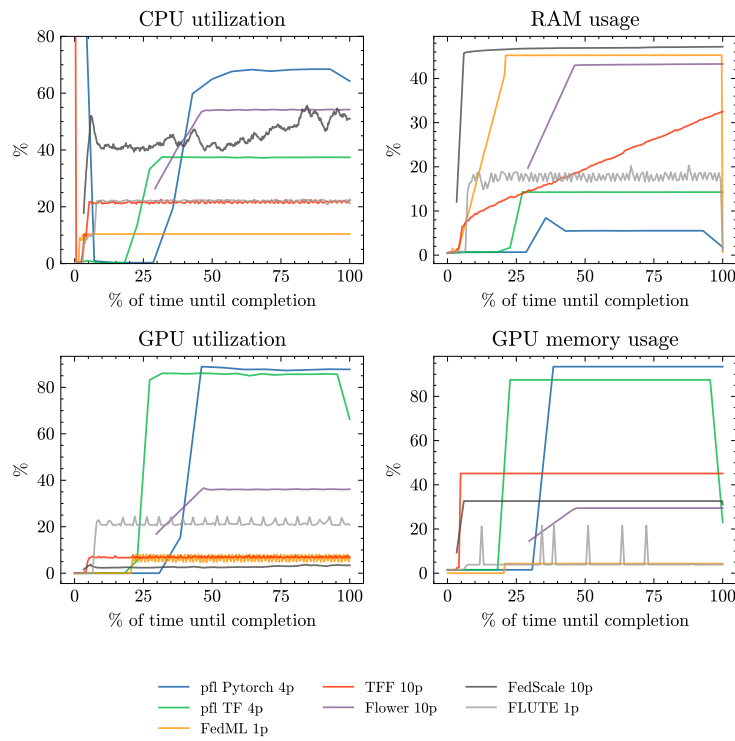 CPU utilization
RAM usage
80
60
40
20
0
%
0 25 50 75 100
% of time until completion
40
30
20
10
0
%
0 25 50 75 100
% of time until completion
GPU utilization
GPU memory usage
80
60
40
20
0
%
0 25 50 75 100
% of time until completion
80
60
40
20
0
%
0 25 50 75 100
% of time until completion
pfl Pytorch 4p
TFF 10p
FedScale 10p
pfl TF 4p
Flower 10p
FLUTE 1p
FedML 1p